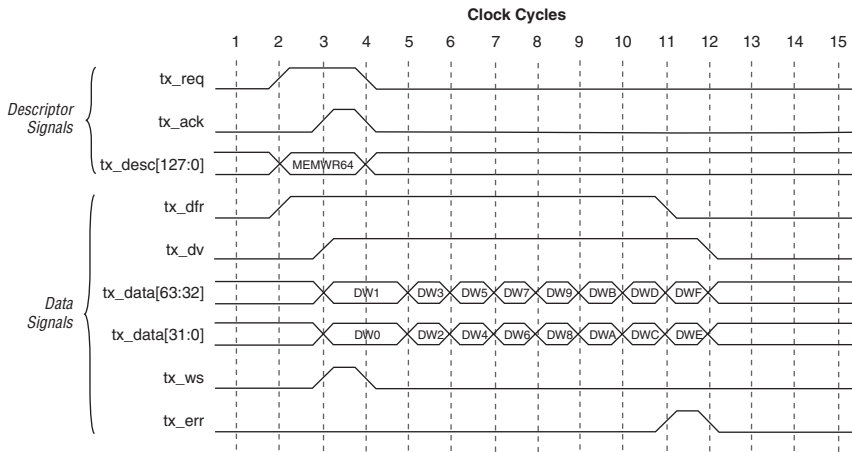 Clock Cycles
1 2 3 4 5 6 7 8 9 10 11 12 13 14 15
Descriptor
Signals
tx_req
tx_ack
tx_desc[127:0] MEMWR64
Data
Signals
tx_dfr
tx_dv
tx_data[63:32] DW1 DW3 DW5 DW7 DW9 DWB DWD DWF
tx_data[31:0] DW0 DW2 DW4 DW6 DW8 DWA DWC DWE
tx_ws
tx_err